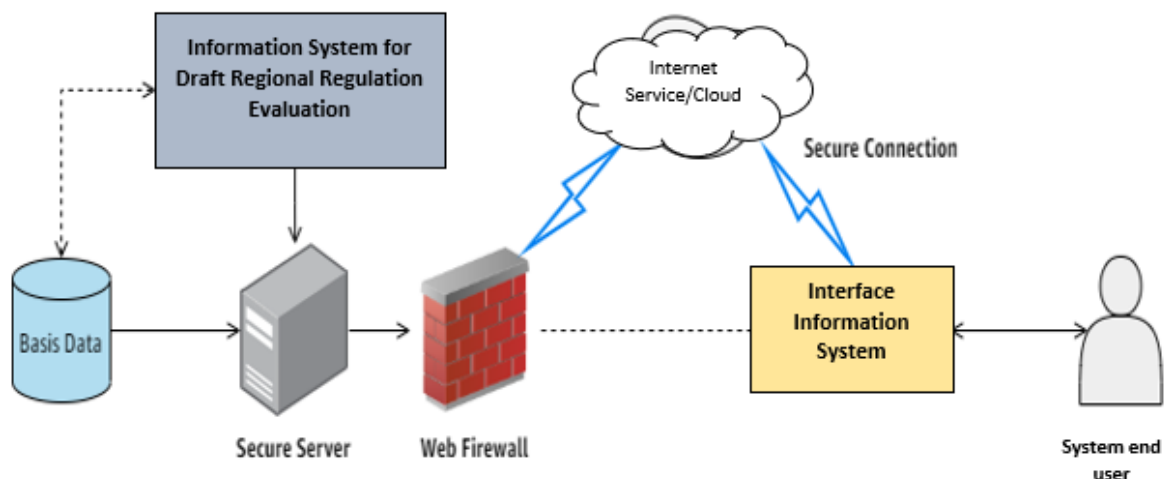 Information System for
Draft Regional Regulation
Evaluation
Internet
Service/Cloud
Secure Connection
Basis Data
Interface
Information
System
Secure Server
Web Firewall
System end
user